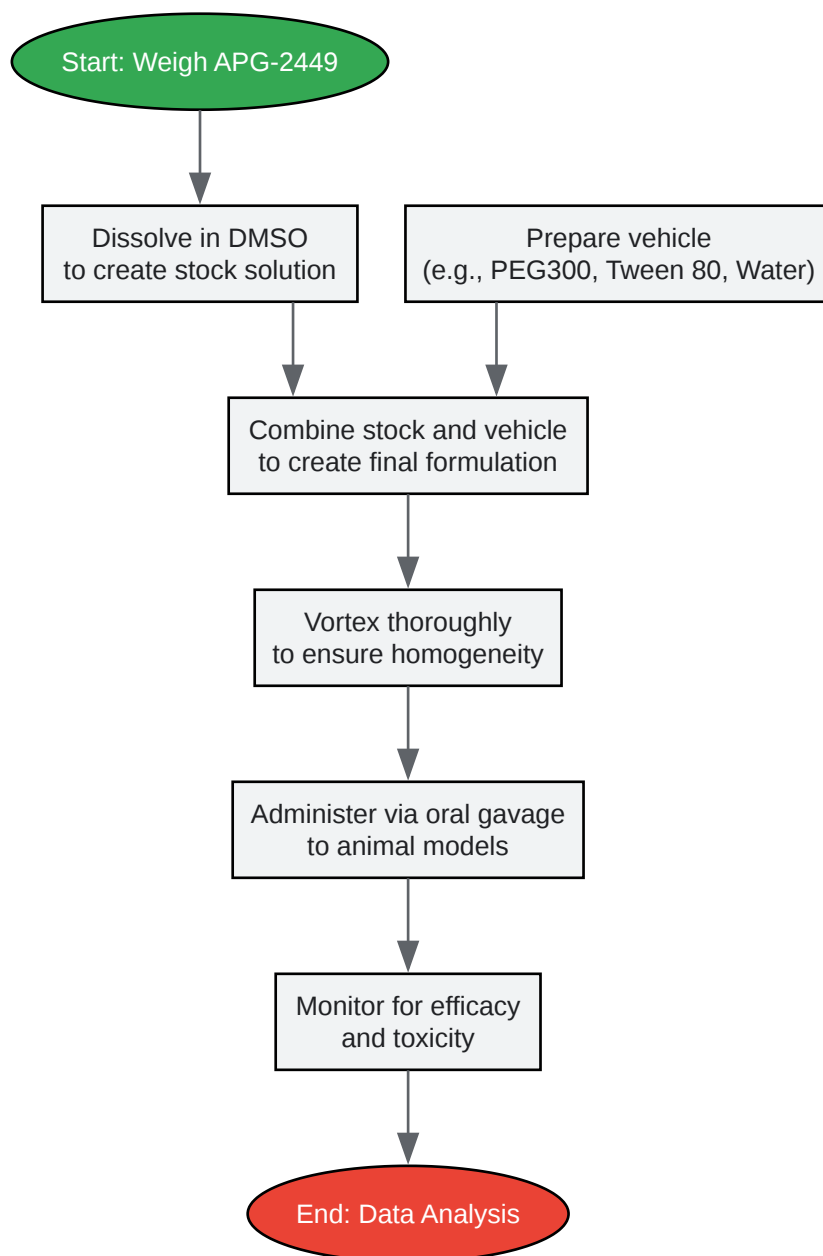 Start: Weigh APG-2449
Dissolve in DMSO
to create stock solution
Prepare vehicle
(e.g., PEG300, Tween 80, Water)
Combine stock and vehicle
to create final formulation
Vortex thoroughly
to ensure homogeneity
Administer via oral gavage
to animal models
Monitor for efficacy
and toxicity
End: Data Analysis